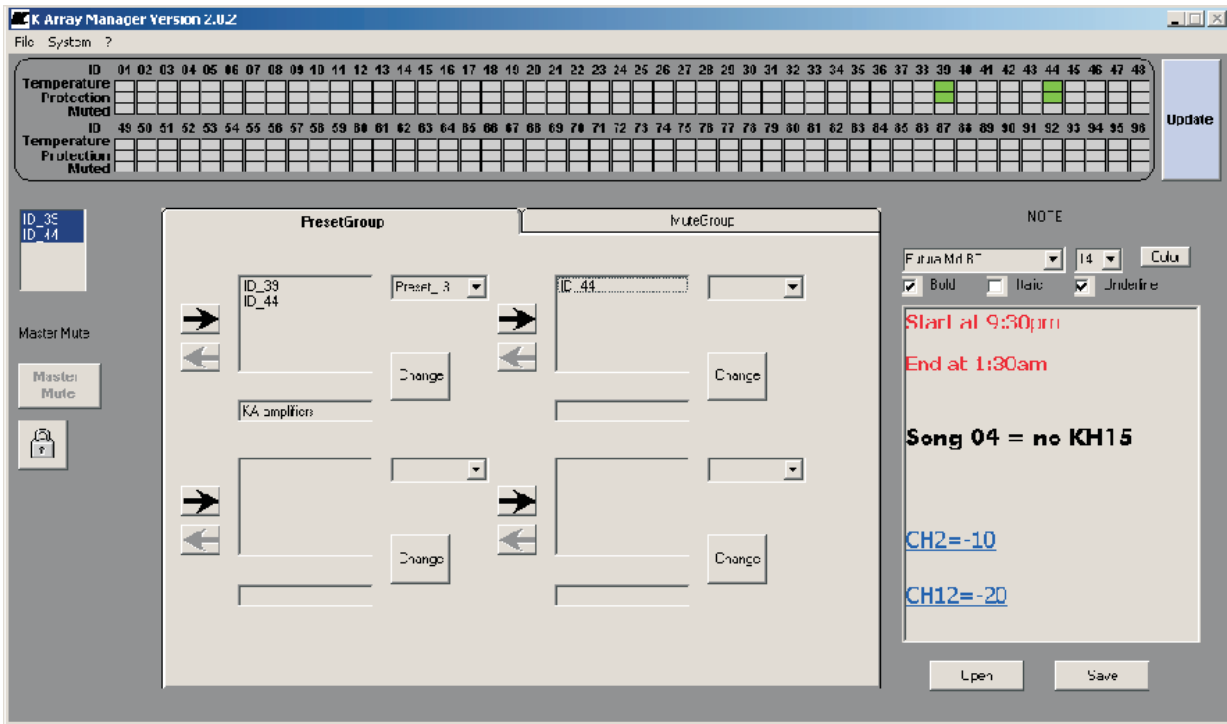 K Array Manager Version 2.0.2
File System ?
ID 01 02 03 04 05 06 07 08 09 10 11 12 13 14 15 16 17 18 19 20 21 22 23 24 25 26 27 28 29 30 31 32 33 34 35 36 37 38 39 40 41 42 43 44 45 46 47 48
Temperature
Protection
Muted
ID 49 50 51 52 53 54 55 56 57 58 59 60 61 62 63 64 65 66 67 68 69 70 71 72 73 74 75 76 77 78 79 80 81 82 83 84 85 86 87 88 89 90 91 92 93 94 95 96
Temperature
Protection
Muted
Update
ID_39
ID_44
Master Mute
Master
Mute
PresetGroup
MuteGroup
ID_39
ID_44
Preset_ 3
Change
KA amplifiers
ID_44
Change
Change
Change
NOTE
Futura Md BT
14
Color
Bold
Italic
Underline
Start at 9:30pm
End at 1:30am
Song 04 = no KH15
CH2=-10
CH12=-20
Open
Save